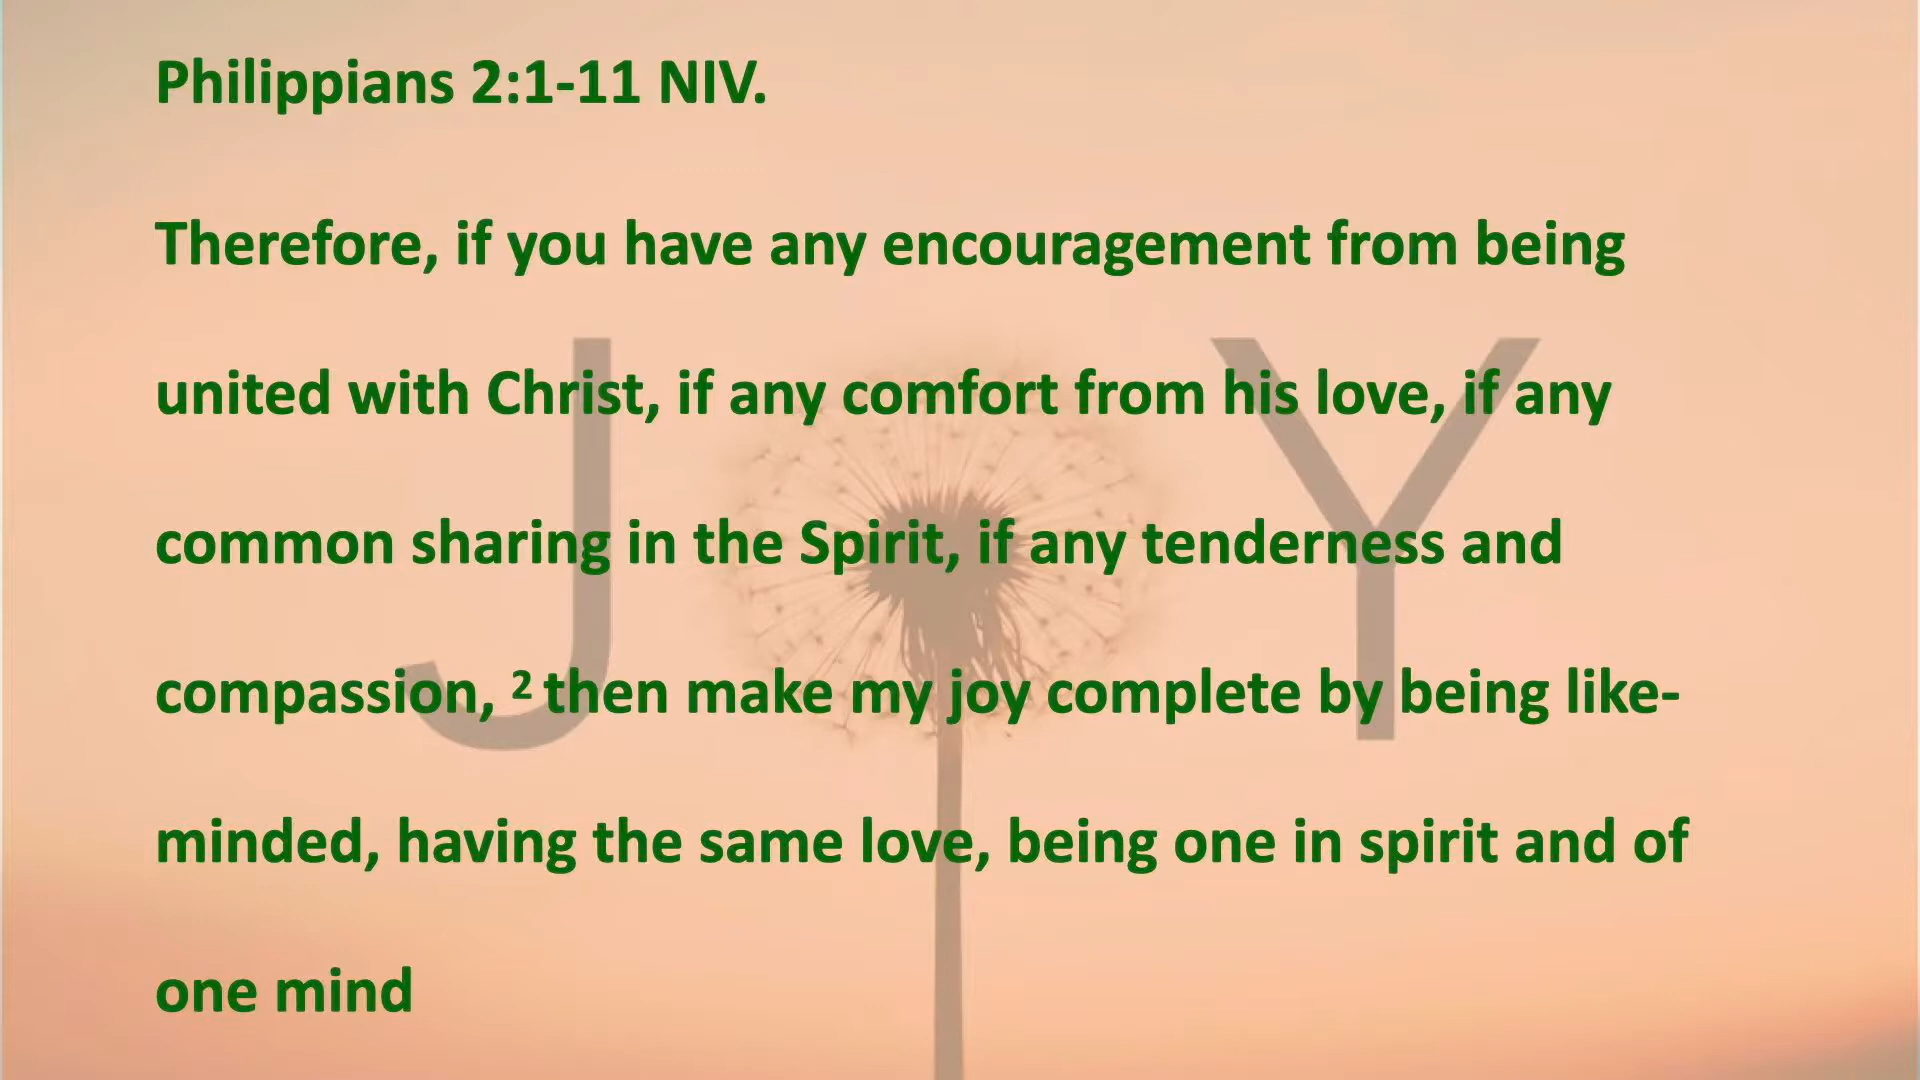 Philippians 2:1-11 NIV.
Therefore, if you have any encouragement from being
united with Christ, if any comfort from his love, if any
common sharing in the Spirit, if any tenderness and
compassion, 2 then make my joy complete by being like-
minded, having the same love, being one in spirit and of
one mind
J Y